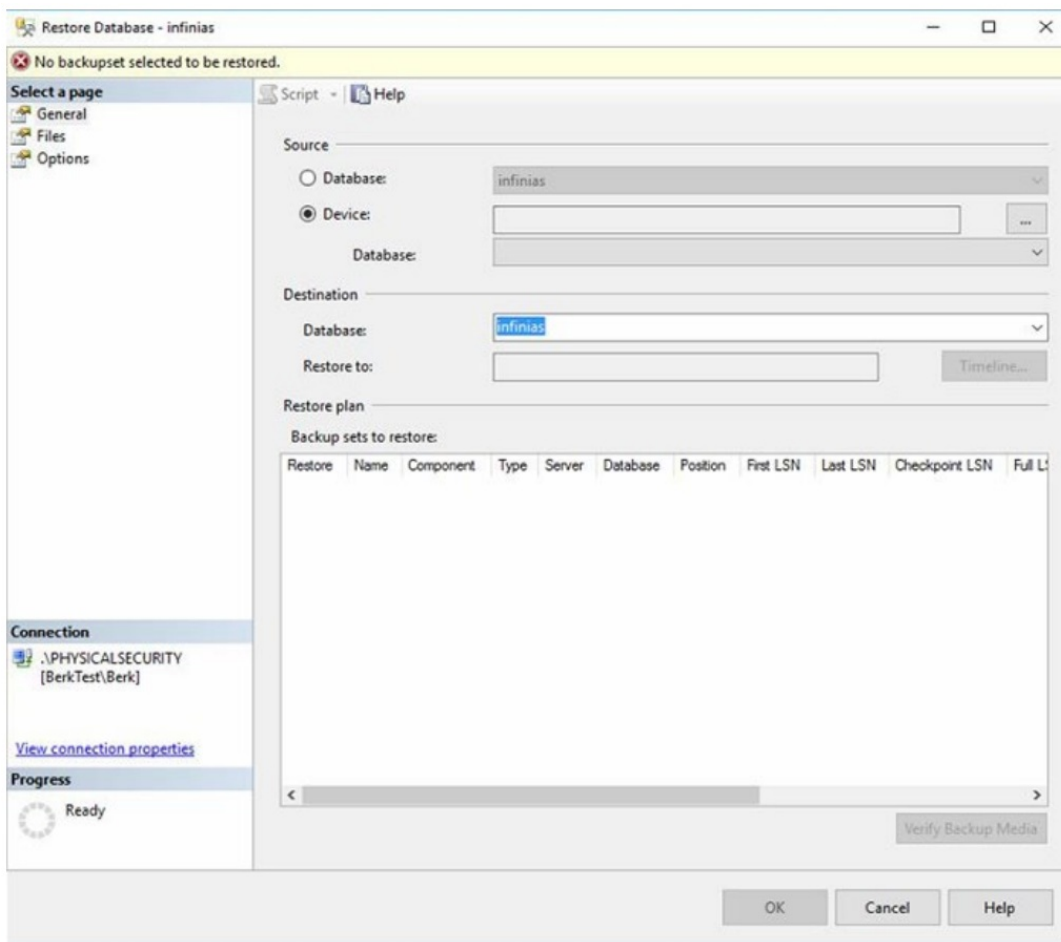 Restore Database - infinias
No backupset selected to be restored.
Select a page
General
Files
Options
Script Help
Source
Database: infinias
Device: ...
Database:
Destination
Database: infinias
Restore to: Timeline...
Restore plan
Backup sets to restore:
Restore Name Component Type Server Database Position First LSN Last LSN Checkpoint LSN Full LS
Connection
.\PHYSICALSECURITY
[BerkTest\Berk]
View connection properties
Progress
Ready
Verify Backup Media
OK Cancel Help